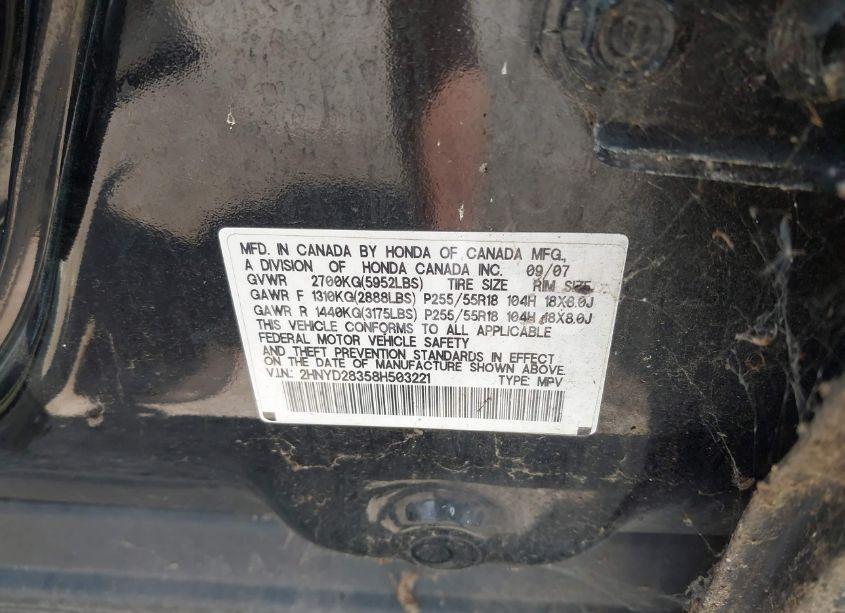 MFD. IN CANADA BY HONDA OF CANADA MFG.,
A DIVISION OF HONDA CANADA INC. 09/07
GVWR 2700KG(5952LBS) TIRE SIZE RIM SIZE
GAWR F 1310KG(2888LBS) P255/55R18 104H 18X8.0J
GAWR R 1440KG(3175LBS) P255/55R18 104H 18X8.0J
THIS VEHICLE CONFORMS TO ALL APPLICABLE
FEDERAL MOTOR VEHICLE SAFETY
AND THEFT PREVENTION STANDARDS IN EFFECT
ON THE DATE OF MANUFACTURE SHOWN ABOVE.
V.I.N.: 2HNYD28358H503221 TYPE: MPV